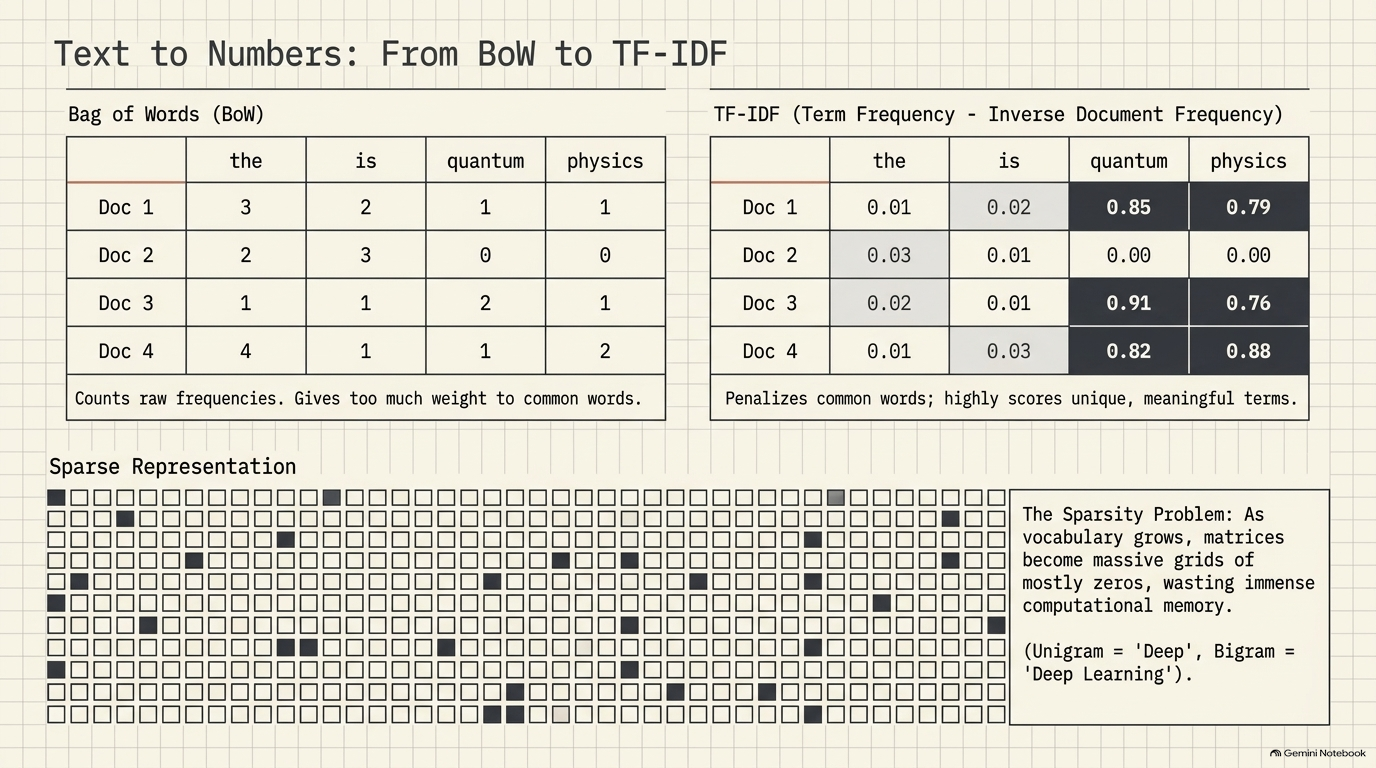 Text to Numbers: From BoW to TF-IDF
Bag of Words (BoW)
the is quantum physics
Doc 1 3 2 1 1
Doc 2 2 3 0 0
Doc 3 1 1 2 1
Doc 4 4 1 1 2
Counts raw frequencies. Gives too much weight to common words.
TF-IDF (Term Frequency - Inverse Document Frequency)
the is quantum physics
Doc 1 0.01 0.02 0.85 0.79
Doc 2 0.03 0.01 0.00 0.00
Doc 3 0.02 0.01 0.91 0.76
Doc 4 0.01 0.03 0.82 0.88
Penalizes common words; highly scores unique, meaningful terms.
Sparse Representation
The Sparsity Problem: As
vocabulary grows, matrices
become massive grids of
mostly zeros, wasting immense
computational memory.
(Unigram = 'Deep', Bigram =
'Deep Learning').
Gemini Notebook